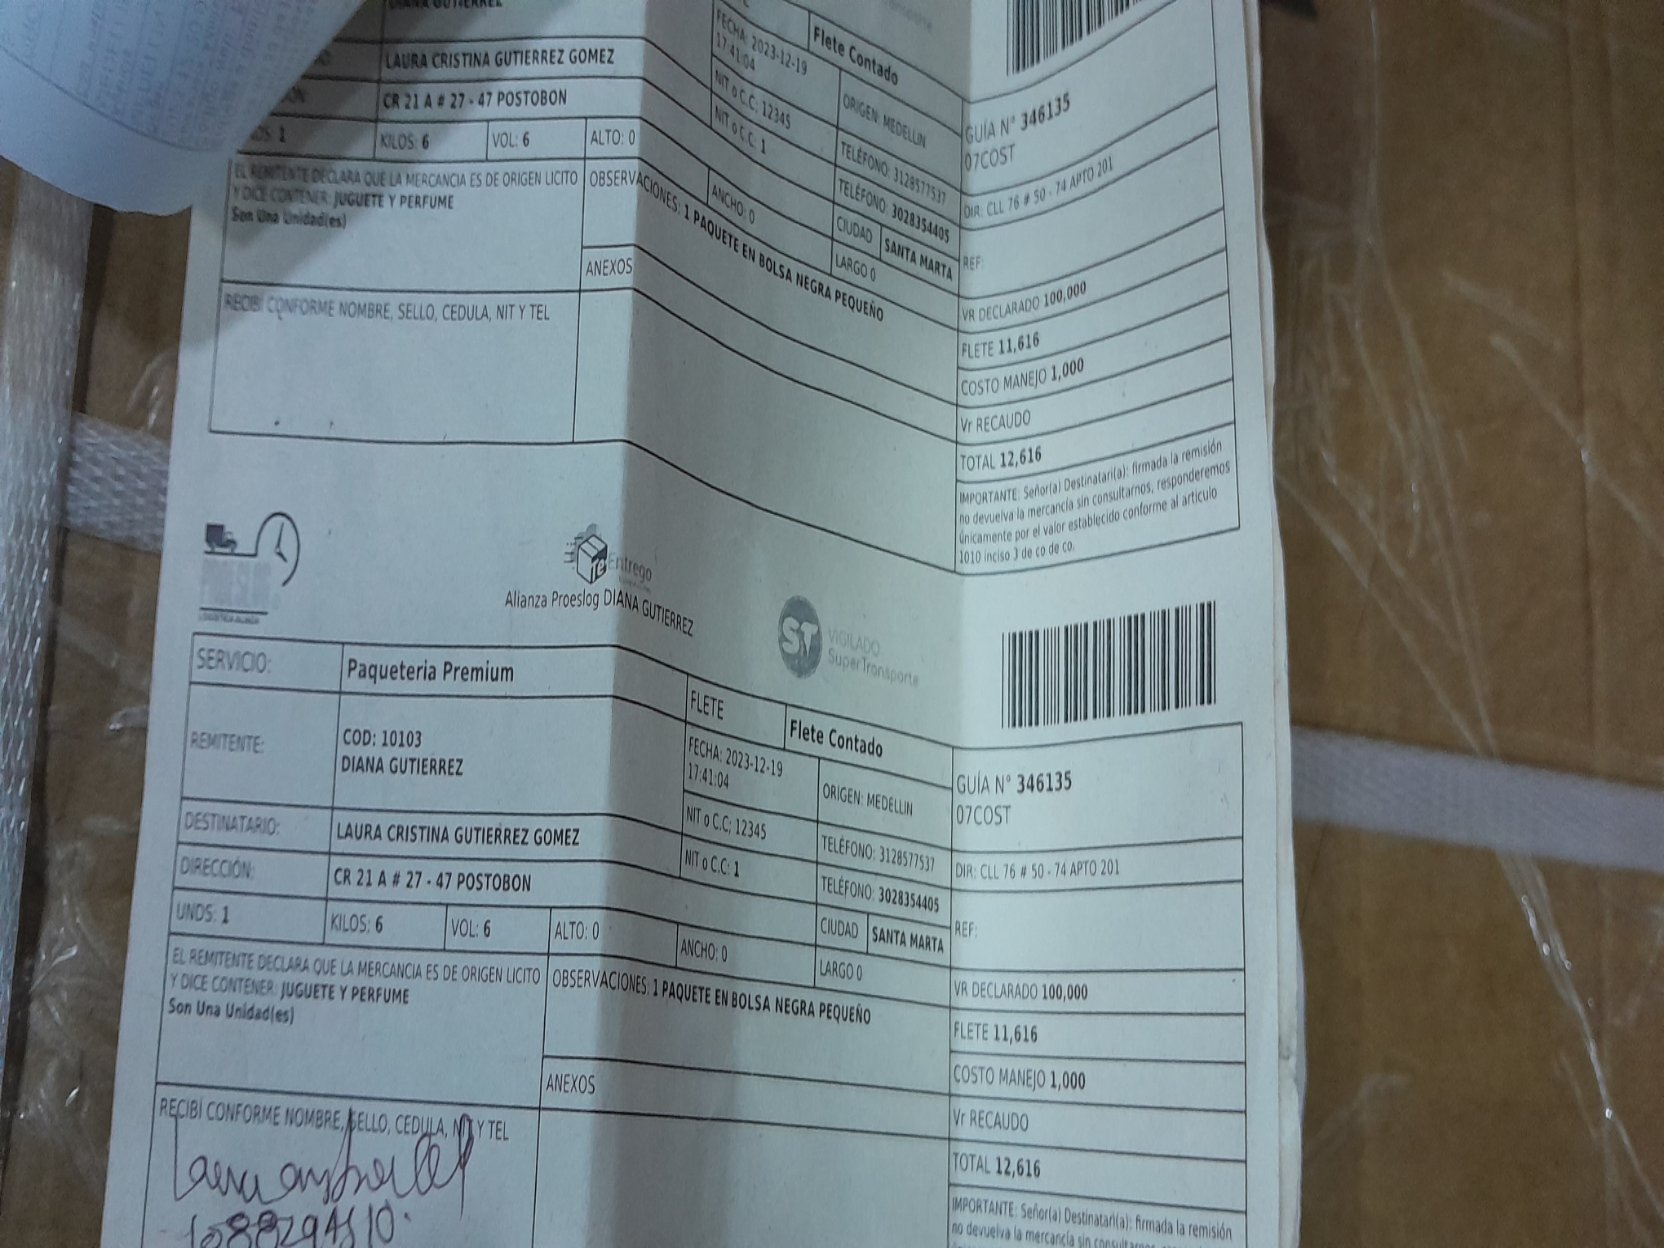 DIANA GUTIERREZ
LAURA CRISTINA GUTIERREZ GOMEZ
CR 21 A # 27 - 47 POSTOBON
1 KILOS: 6 VOL: 6 ALTO: 0
ANCHO: 0
LARGO 0
Flete Contado
FECHA: 2023-12-19
17:41:04
ORIGEN: MEDELLIN
NIT o C.C; 12345
TELÉFONO: 3128577537
NIT o C.C: 1
TELÉFONO: 3028354405
CIUDAD SANTA MARTA
GUÍA N° 346135
07COST
DIR: CLL 76 # 50 - 74 APTO 201
REF:
EL REMITENTE DECLARA QUE LA MERCANCIA ES DE ORIGEN LICITO
Y DICE CONTENER: JUGUETE Y PERFUME
Son Una Unidad(es)
OBSERVACIONES: 1 PAQUETE EN BOLSA NEGRA PEQUEÑO
ANEXOS
RECIBÍ CONFORME NOMBRE, SELLO, CEDULA, NIT Y TEL
VR DECLARADO 100,000
FLETE 11,616
COSTO MANEJO 1,000
Vr RECAUDO
TOTAL 12,616
IMPORTANTE: Señor(a) Destinatari(a): firmada la remisión
no devuelva la mercancía sin consultarnos, responderemos
únicamente por el valor establecido conforme al articulo
1010 inciso 3 de co de co.
Entrego
Alianza Proeslog DIANA GUTIERREZ
ST VIGILADO
SuperTransporte
SERVICIO: Paqueteria Premium
FLETE Flete Contado
REMITENTE: COD: 10103
DIANA GUTIERREZ
FECHA: 2023-12-19
17:41:04
ORIGEN: MEDELLIN
GUÍA N° 346135
07COST
DESTINATARIO: LAURA CRISTINA GUTIERREZ GOMEZ
NIT o C.C; 12345
TELÉFONO: 3128577537
DIR: CLL 76 # 50 - 74 APTO 201
DIRECCIÓN: CR 21 A # 27 - 47 POSTOBON
NIT o C.C: 1
TELÉFONO: 3028354405
REF:
UNDS: 1 KILOS: 6 VOL: 6 ALTO: 0
ANCHO: 0
CIUDAD SANTA MARTA
LARGO 0
EL REMITENTE DECLARA QUE LA MERCANCIA ES DE ORIGEN LICITO
Y DICE CONTENER: JUGUETE Y PERFUME
Son Una Unidad(es)
OBSERVACIONES: 1 PAQUETE EN BOLSA NEGRA PEQUEÑO
ANEXOS
VR DECLARADO 100,000
FLETE 11,616
COSTO MANEJO 1,000
Vr RECAUDO
TOTAL 12,616
RECIBÍ CONFORME NOMBRE, SELLO, CEDULA, NIT Y TEL
IMPORTANTE: Señor(a) Destinatari(a): firmada la remisión
no devuelva la mercancía sin consultarnos, responderemos